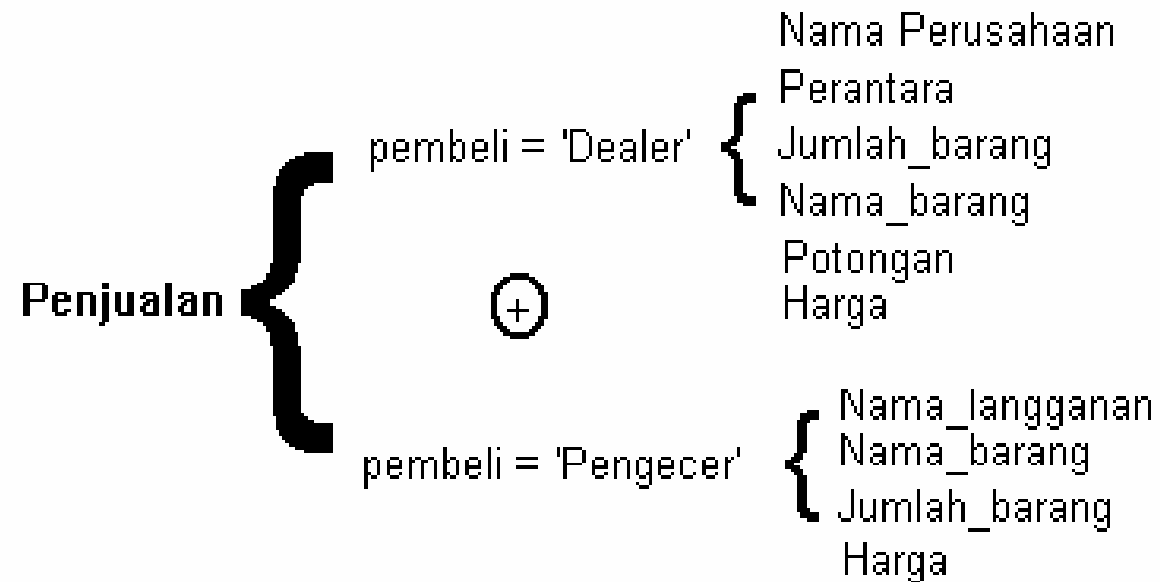 Penjualan
pembeli = 'Dealer'
Nama Perusahaan
Perantara
Jumlah_barang
Nama_barang
Potongan
Harga
+
pembeli = 'Pengecer'
Nama_langganan
Nama_barang
Jumlah_barang
Harga